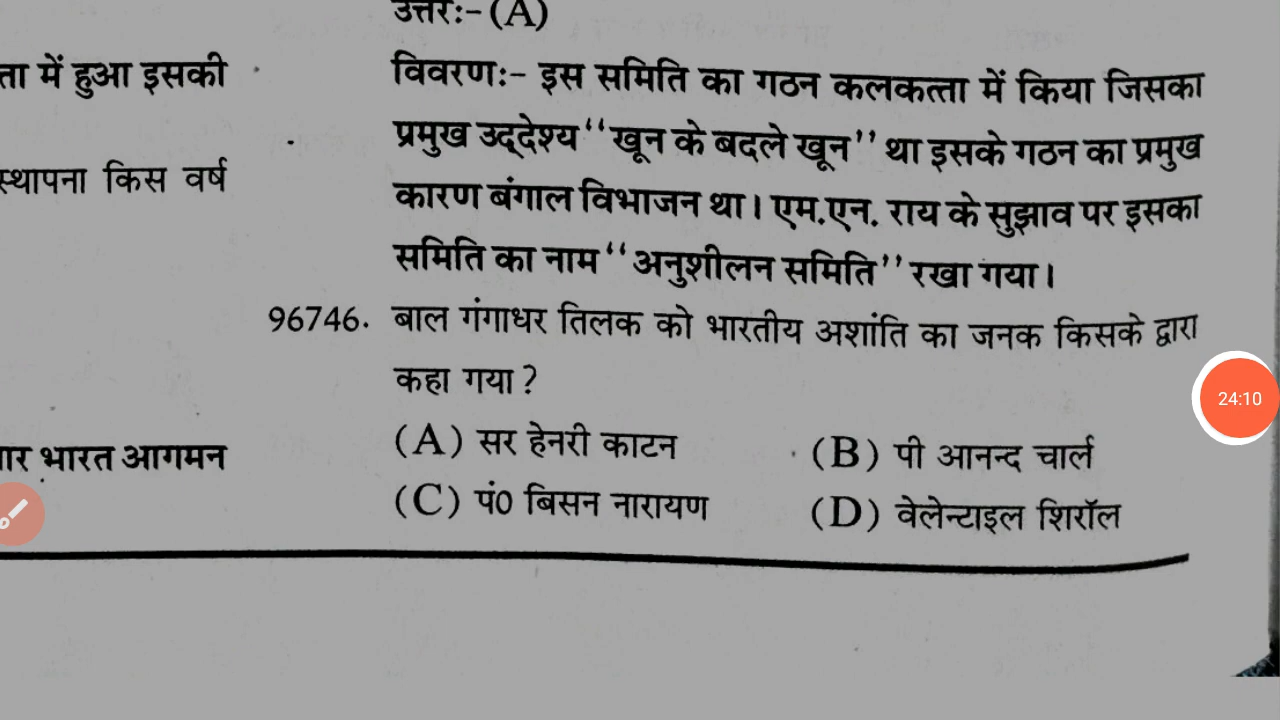 उत्तरः-(A)
ता में हुआ इसकी
स्थापना किस वर्ष
भारत आगमन
विवरणः- इस समिति का गठन कलकत्ता में किया जिसका
प्रमुख उद्देश्य ‘‘खून के बदले खून’’ था इसके गठन का प्रमुख
कारण बंगाल विभाजन था। एम.एन. राय के सुझाव पर इसका
समिति का नाम ‘‘अनुशीलन समिति’’ रखा गया।
96746. बाल गंगाधर तिलक को भारतीय अशांति का जनक किसके द्वारा
कहा गया ?
(A) सर हेनरी काटन (B) पी आनन्द चार्ल
(C) पं0 बिसन नारायण (D) वेलेन्टाइल शिरॉल
24:10